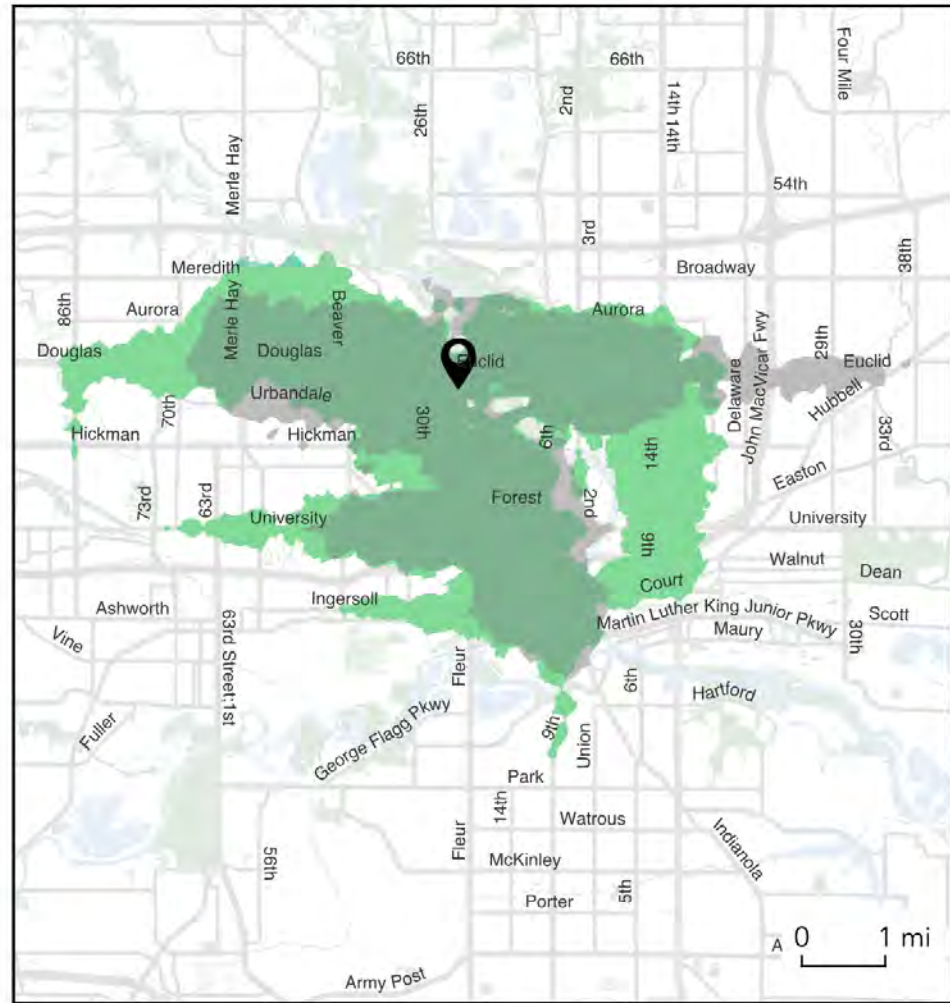 66th
66th
Four Mile
26th
2nd
14th 14th
Merle Hay
54th
3rd
38th
Meredith
Broadway
86th
Aurora
Beaver
Aurora
Merle Hay
John MacVicar Fwy
29th
Douglas
Douglas
Euclid
Euclid
Delaware
Hubbell
Urbandale
70th
30th
Hickman
Hickman
6th
14th
33rd
Easton
73rd
63rd
Forest
2nd
University
University
9th
Walnut
Dean
Court
Ingersoll
Ashworth
Martin Luther King Junior Pkwy
Scott
Maury
30th
Vine
63rd Street;1st
Fleur
6th
Hartford
Fuller
George Flagg Pkwy
9th
Union
Park
14th
Watrous
Fleur
Indianola
56th
McKinley
5th
Porter
A
0 1 mi
Army Post